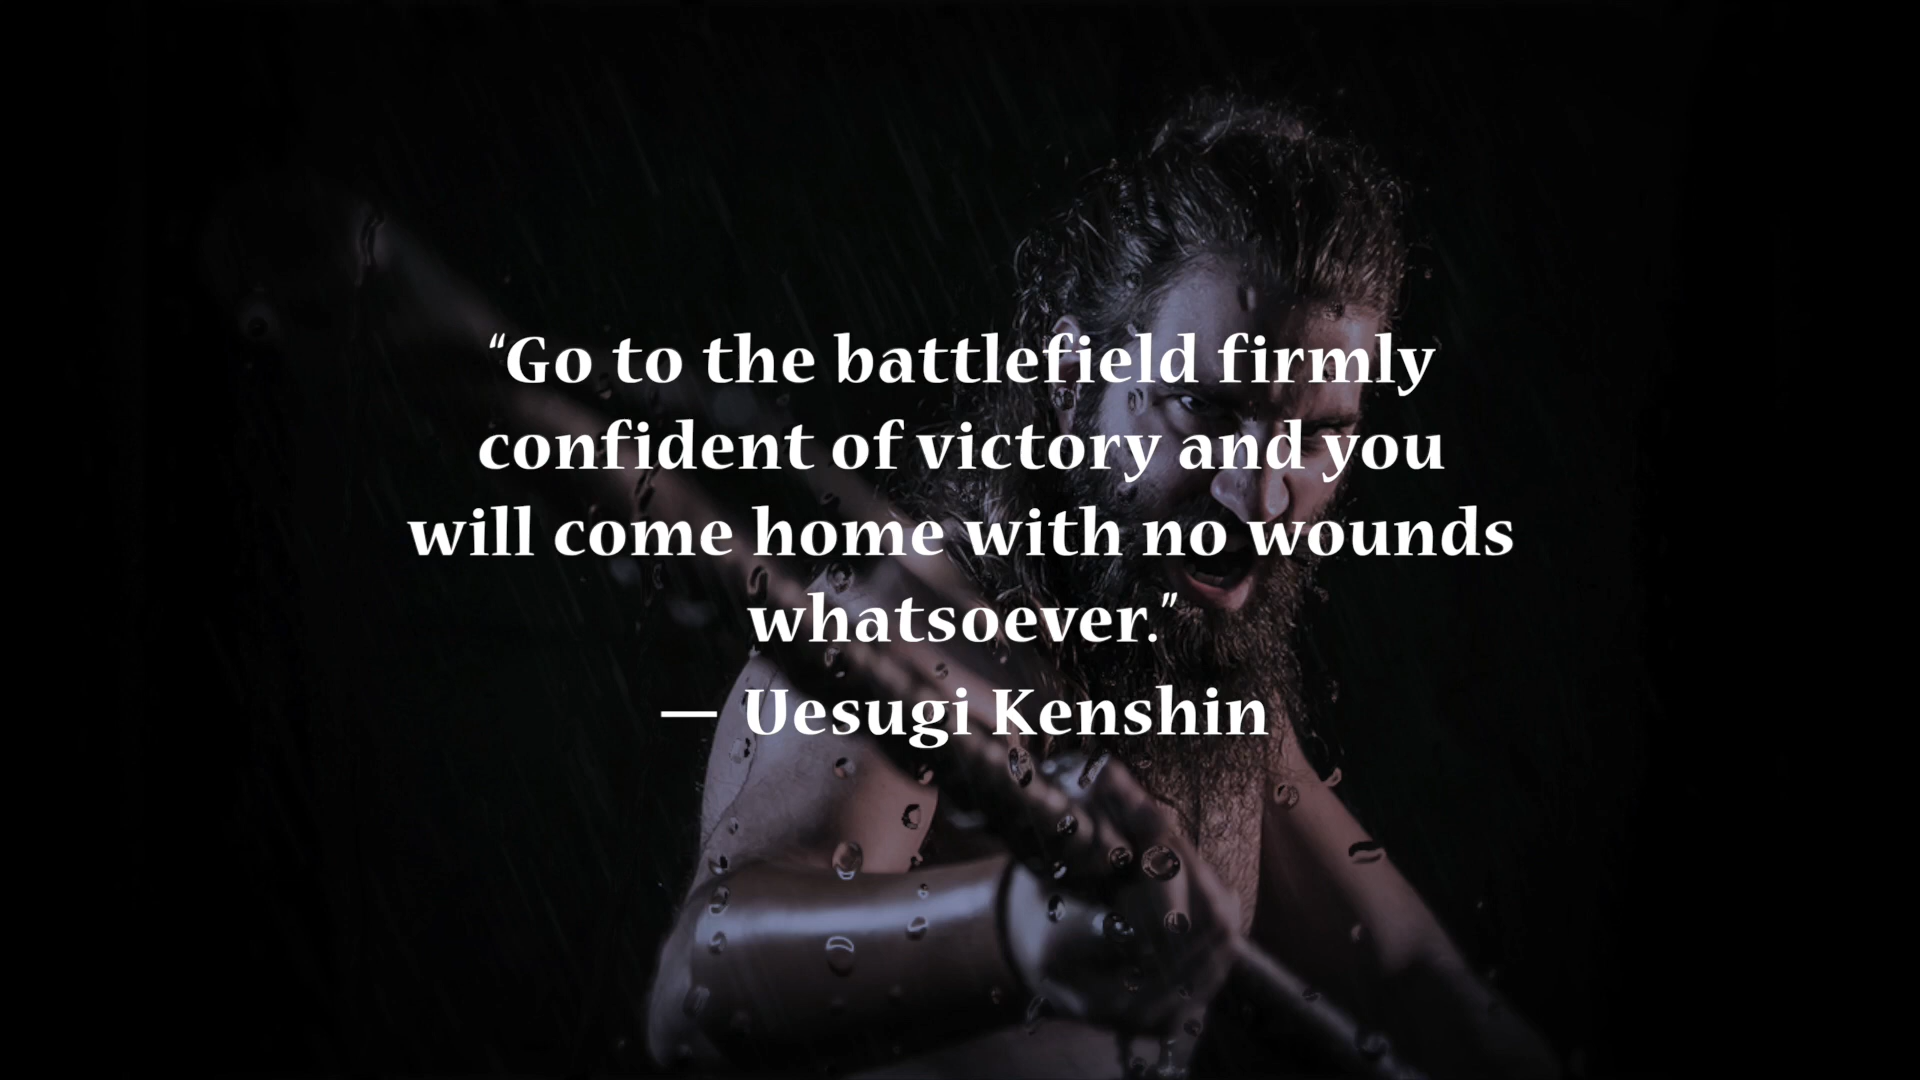 “Go to the battlefield firmly
confident of victory and you
will come home with no wounds
whatsoever.”
— Uesugi Kenshin